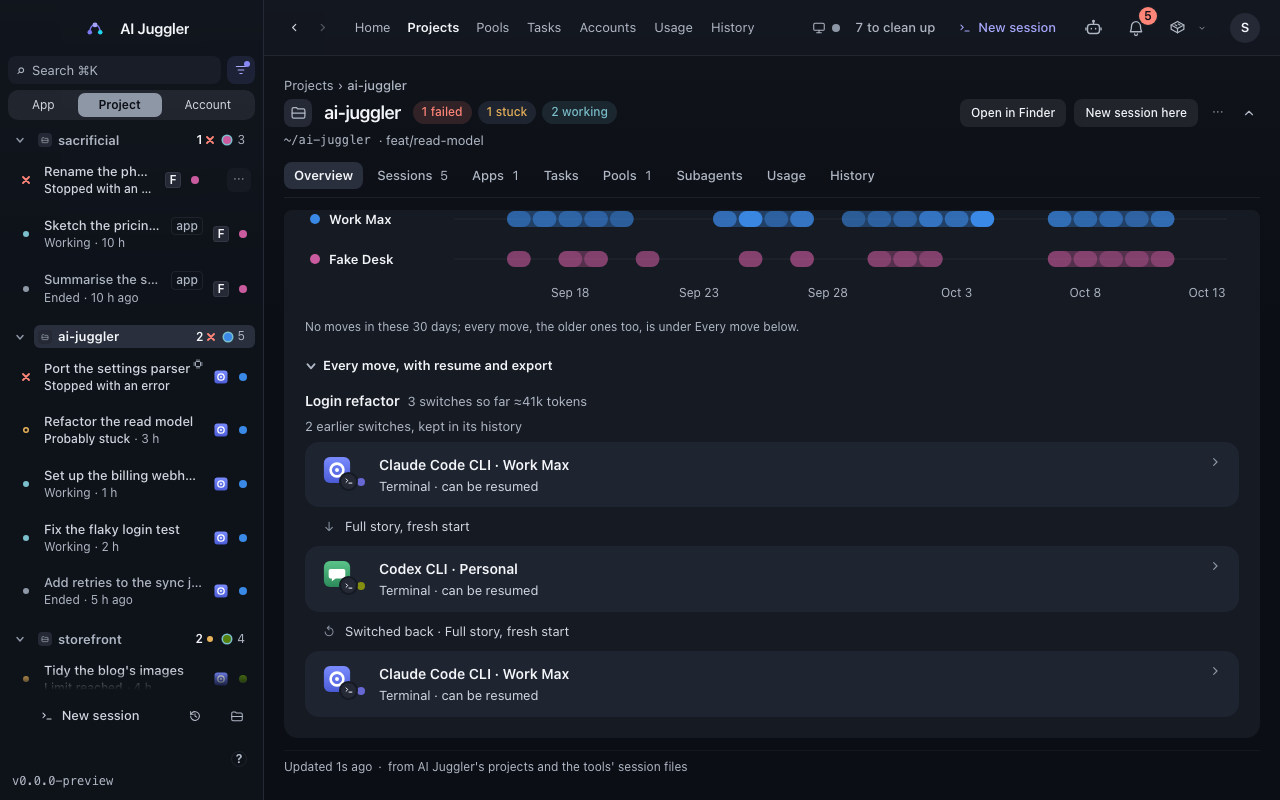 AI Juggler
Search ⌘K
App Project Account
sacrificial 1 3
Rename the ph... F
Stopped with an ...
Sketch the pricin... app F
Working · 10 h
Summarise the s... app F
Ended · 10 h ago
ai-juggler 2 5
Port the settings parser
Stopped with an error
Refactor the read model
Probably stuck · 3 h
Set up the billing webh...
Working · 1 h
Fix the flaky login test
Working · 2 h
Add retries to the sync j...
Ended · 5 h ago
storefront 2 4
Tidy the blog's images
Limit reached · 4 h
New session
?
v0.0.0-preview
Home Projects Pools Tasks Accounts Usage History
7 to clean up
New session
5
S
Projects › ai-juggler
ai-juggler 1 failed 1 stuck 2 working
Open in Finder New session here ...
~/ai-juggler · feat/read-model
Overview Sessions 5 Apps 1 Tasks Pools 1 Subagents Usage History
Work Max
Fake Desk
Sep 18 Sep 23 Sep 28 Oct 3 Oct 8 Oct 13
No moves in these 30 days; every move, the older ones too, is under Every move below.
Every move, with resume and export
Login refactor 3 switches so far ≈41k tokens
2 earlier switches, kept in its history
Claude Code CLI · Work Max
Terminal · can be resumed
Full story, fresh start
Codex CLI · Personal
Terminal · can be resumed
Switched back · Full story, fresh start
Claude Code CLI · Work Max
Terminal · can be resumed
Updated 1s ago · from AI Juggler's projects and the tools' session files